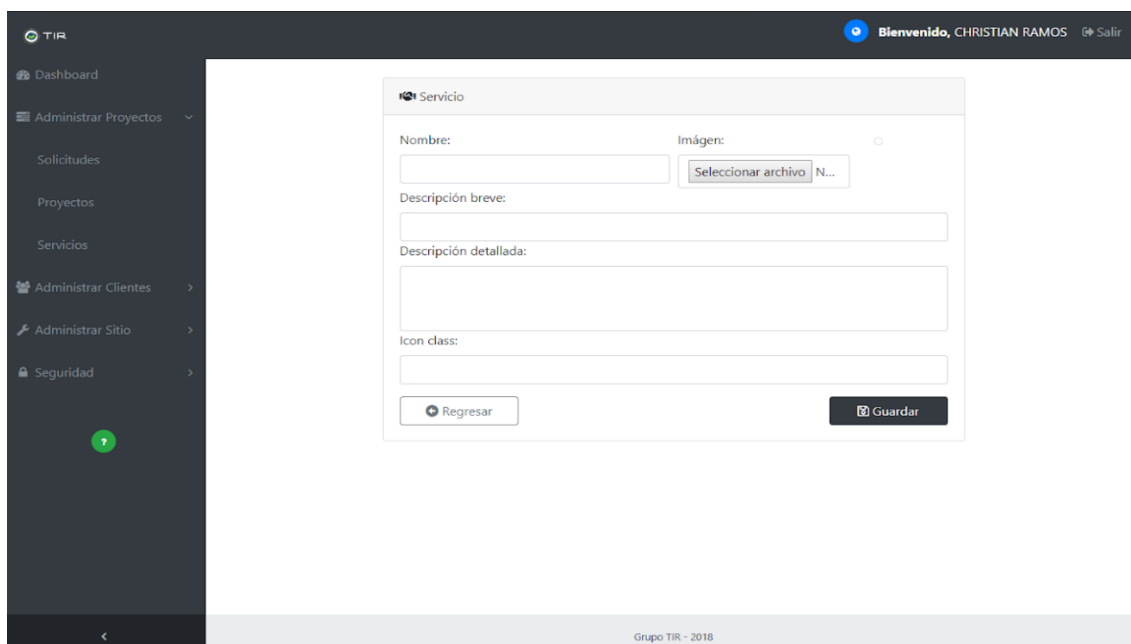 TIR
Bienvenido, CHRISTIAN RAMOS Salir
Dashboard
Administrar Proyectos
Solicitudes
Proyectos
Servicios
Administrar Clientes
Administrar Sitio
Seguridad
?
Servicio
Nombre:
Imágen:
Seleccionar archivo N...
Descripción breve:
Descripción detallada:
Icon class:
Regresar
Guardar
Grupo TIR - 2018